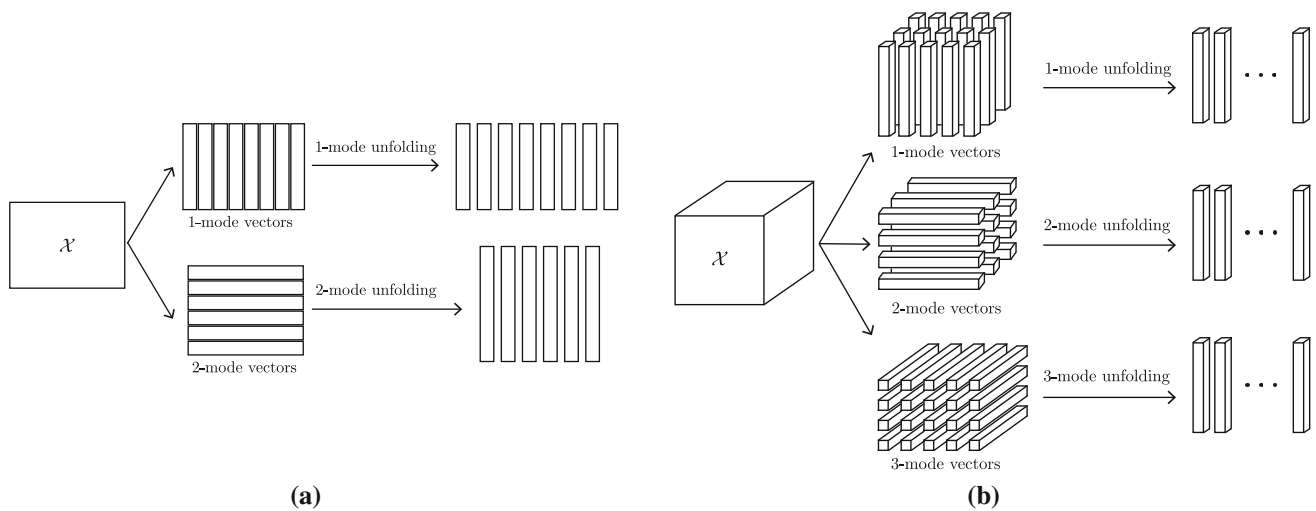 𝒳
1-mode vectors
1-mode unfolding
2-mode vectors
2-mode unfolding
(a)
𝒳
1-mode vectors
1-mode unfolding
2-mode vectors
2-mode unfolding
3-mode vectors
3-mode unfolding
(b)